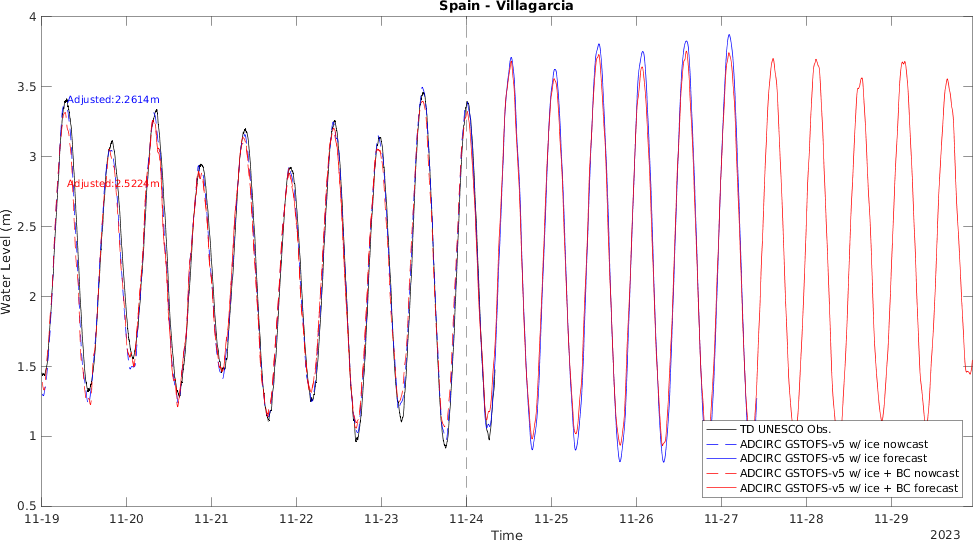 Spain - Villagarcia
4
3.5
3
2.5
2
1.5
1
0.5
Water Level (m)
Adjusted:2.2614m
Adjusted:2.5224m
TD UNESCO Obs.
ADCIRC GSTOFS-v5 w/ ice nowcast
ADCIRC GSTOFS-v5 w/ ice forecast
ADCIRC GSTOFS-v5 w/ ice + BC nowcast
ADCIRC GSTOFS-v5 w/ ice + BC forecast
11-19 11-20 11-21 11-22 11-23 11-24 11-25 11-26 11-27 11-28 11-29
Time
2023